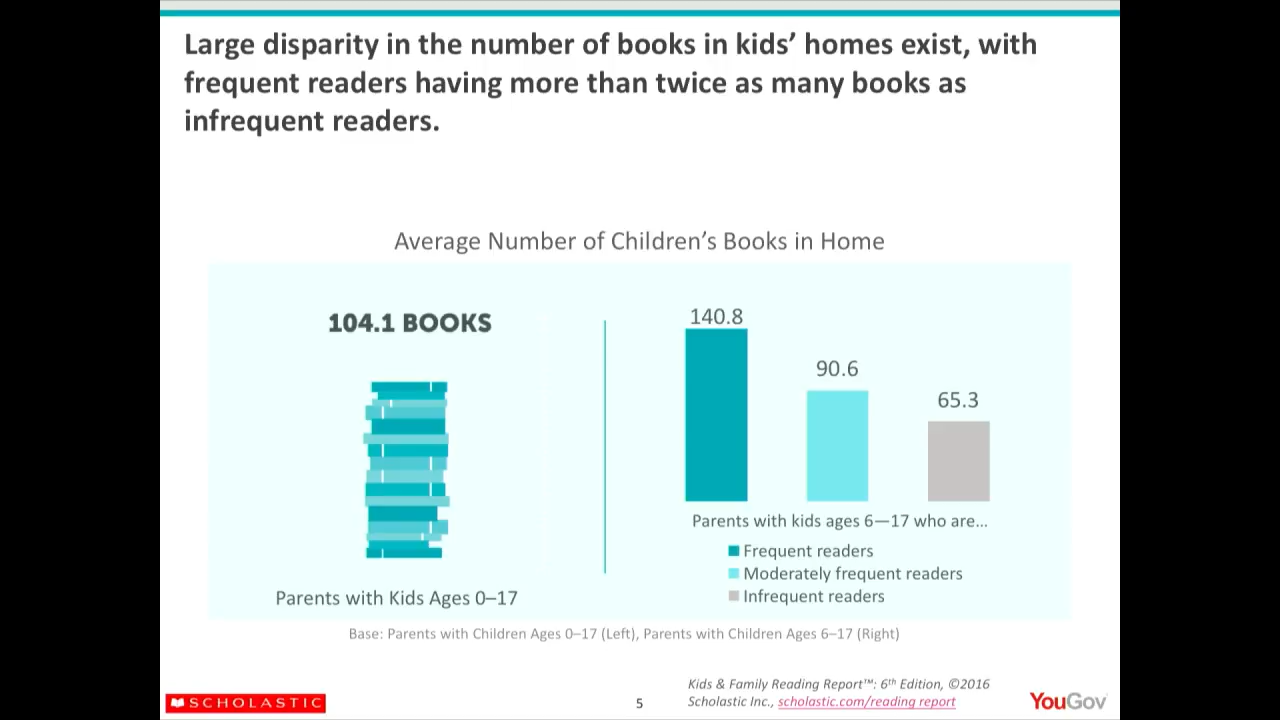 Large disparity in the number of books in kids’ homes exist, with
frequent readers having more than twice as many books as
infrequent readers.
Average Number of Children’s Books in Home
104.1 BOOKS
Parents with Kids Ages 0–17
140.8
90.6
65.3
Parents with kids ages 6—17 who are...
Frequent readers
Moderately frequent readers
Infrequent readers
Base: Parents with Children Ages 0–17 (Left), Parents with Children Ages 6–17 (Right)
SCHOLASTIC
5
Kids & Family Reading Report™: 6th Edition, ©2016
Scholastic Inc., scholastic.com/reading report
YouGov